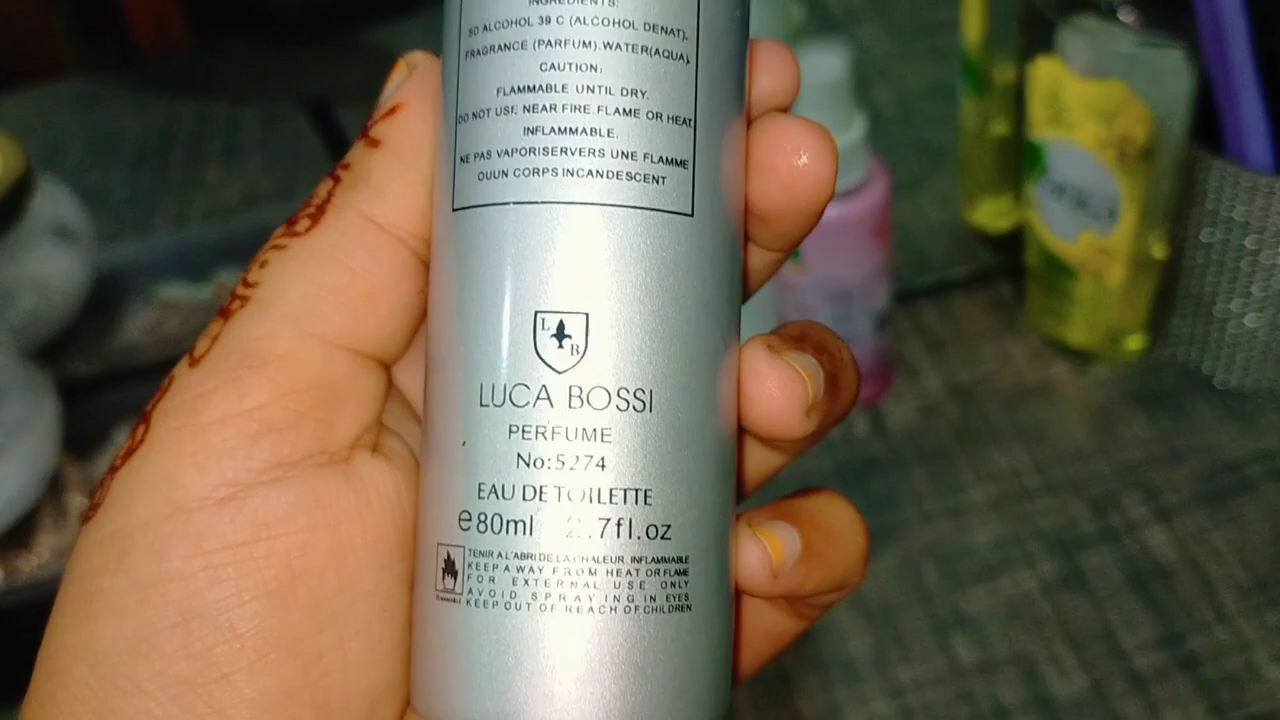 INGREDIENTS:
SD ALCOHOL 39 C (ALCOHOL DENAT),
FRAGRANCE (PARFUM).WATER(AQUA),
CAUTION:
FLAMMABLE UNTIL DRY.
DO NOT USE NEAR FIRE FLAME OR HEAT.
INFLAMMABLE.
NE PAS VAPORISERVERS UNE FLAMME
OUUN CORPS INCANDESCENT
L
B
LUCA BOSSI
PERFUME
No:5274
EAU DE TOILETTE
e80ml 2.7fl.oz
TENIR A L'ABRI DE LA CHALEUR. INFLAMMABLE
KEEP AWAY FROM HEAT OR FLAME
FOR EXTERNAL USE ONLY
AVOID SPRAYING IN EYES
KEEP OUT OF REACH OF CHILDREN